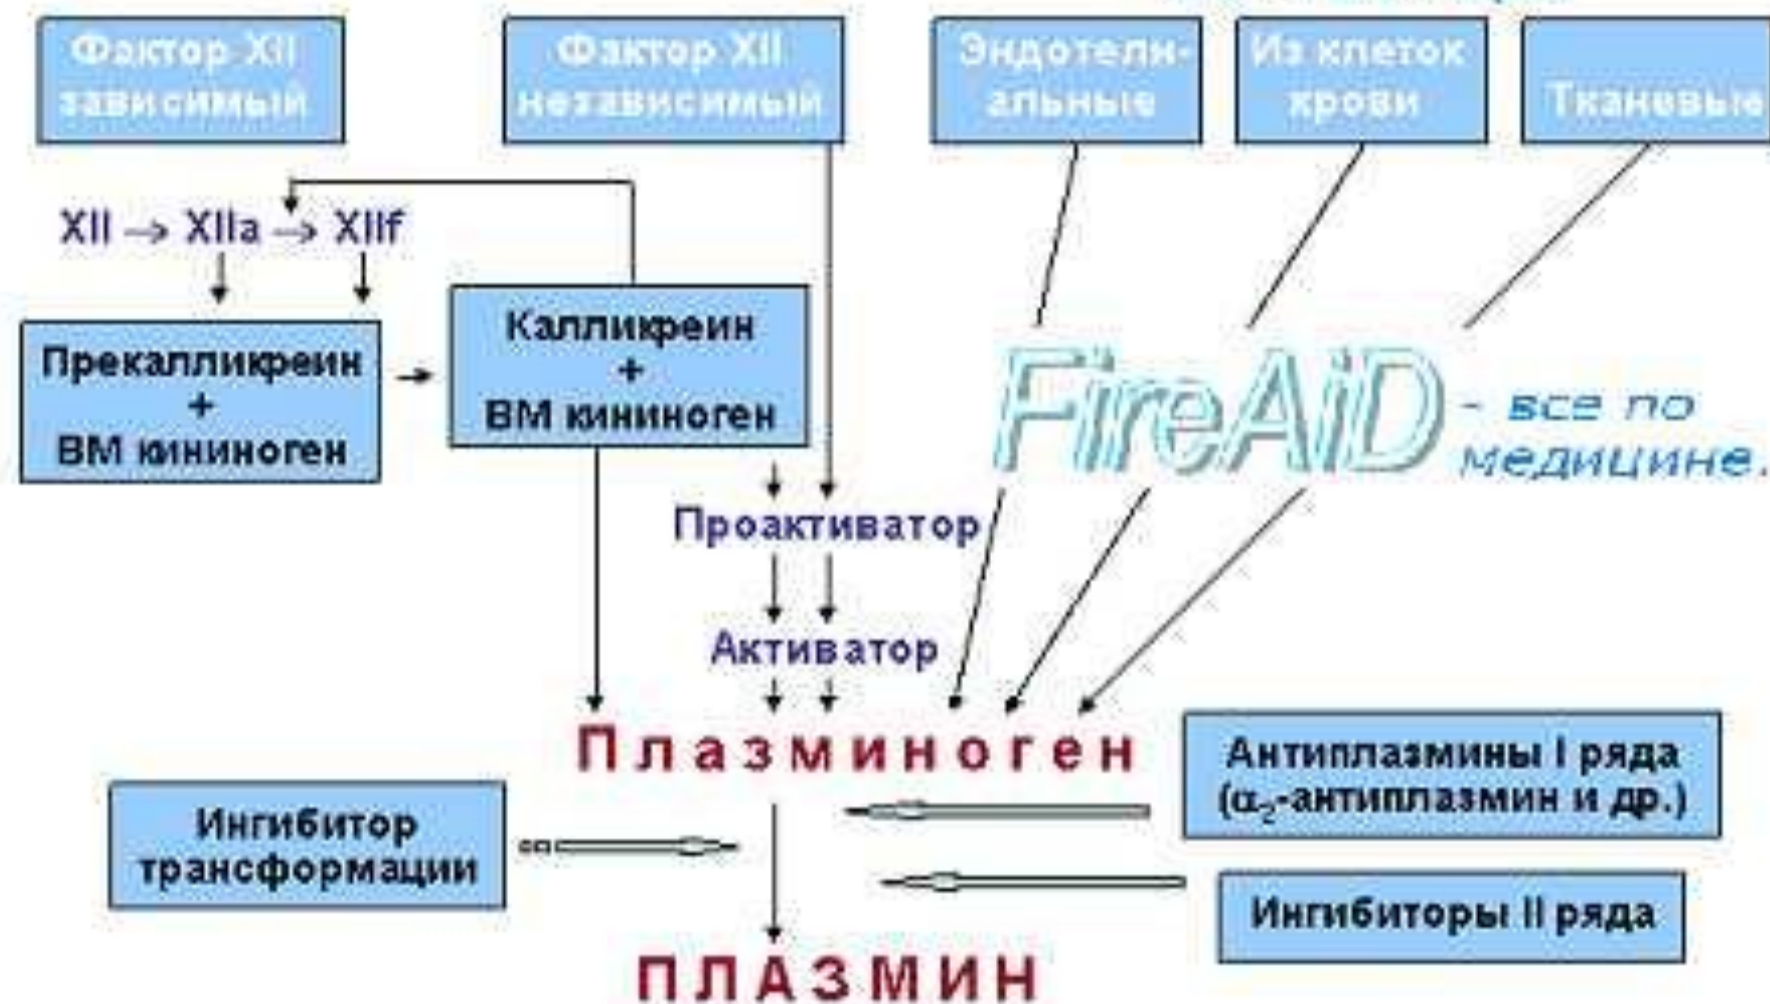 Фактор XII
зависимый
Фактор XII
независимый
Эндотели-
альные
Из клеток
крови
Тканевые
XII → XIIa → XIIf
Прекалликреин
+
ВМ кининоген
Калликреин
+
ВМ кининоген
FireAiD - все по
медицине.
Проактиватор
Активатор
Плазминоген
Антиплазмины I ряда
(α₂-антиплазмин и др.)
Ингибитор
трансформации
Ингибиторы II ряда
ПЛАЗМИН